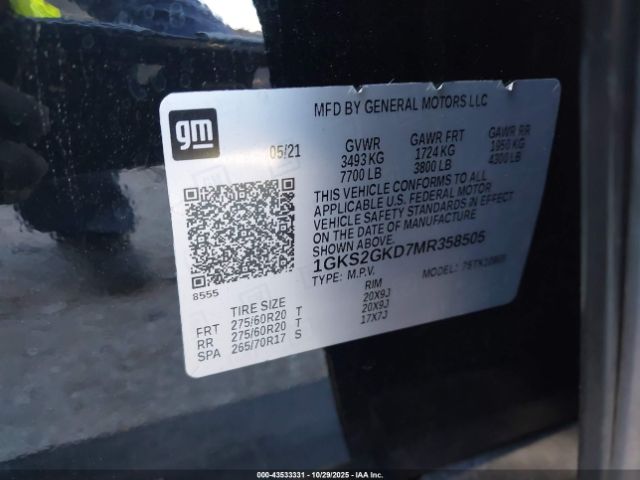 gm
MFD BY GENERAL MOTORS LLC
05/21
GVWR GAWR FRT GAWR RR
3493 KG 1724 KG 1950 KG
7700 LB 3800 LB 4300 LB
THIS VEHICLE CONFORMS TO ALL
APPLICABLE U.S. FEDERAL MOTOR
VEHICLE SAFETY STANDARDS IN EFFECT
ON THE DATE OF MANUFACTURE
SHOWN ABOVE.
1GKS2GKD7MR358505
TYPE: M.P.V. MODEL:
8555
TIRE SIZE RIM
FRT 275/60R20 T 20X9J
RR 275/60R20 T 20X9J
SPA 265/70R17 S 17X7J
000-43533331 - 10/29/2025 - IAA, Inc.